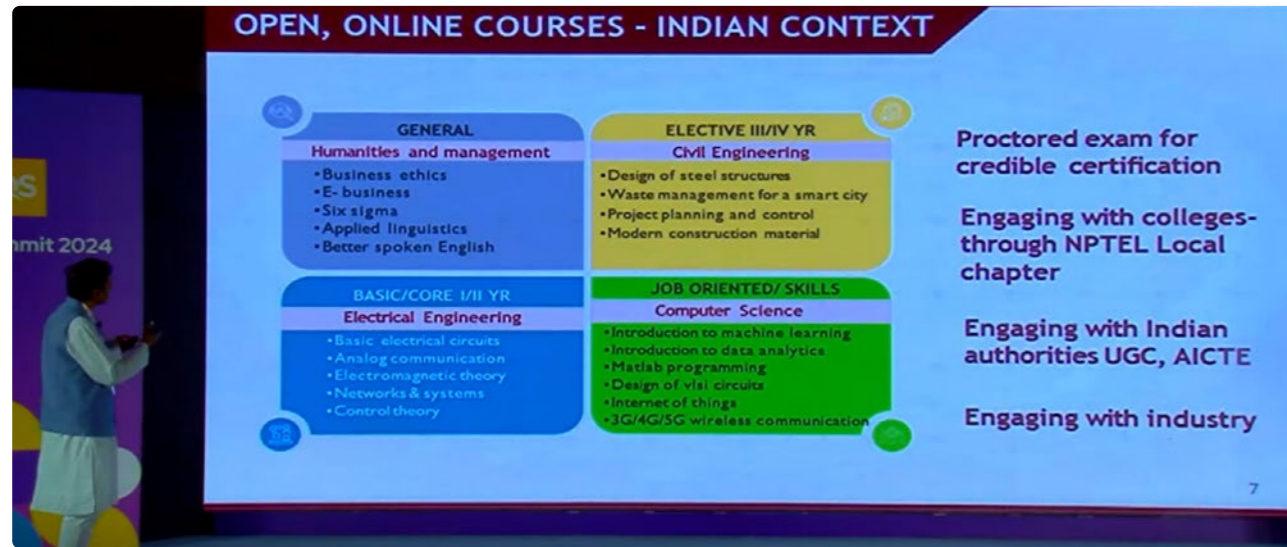 OPEN, ONLINE COURSES - INDIAN CONTEXT
GENERAL
Humanities and management
•Business ethics
•E- business
•Six sigma
•Applied linguistics
•Better spoken English
ELECTIVE III/IV YR
Civil Engineering
•Design of steel structures
•Waste management for a smart city
•Project planning and control
•Modern construction material
BASIC/CORE I/II YR
Electrical Engineering
•Basic electrical circuits
•Analog communication
•Electromagnetic theory
•Networks & systems
•Control theory
JOB ORIENTED/ SKILLS
Computer Science
•Introduction to machine learning
•Introduction to data analytics
•Matlab programming
•Design of vlsi circuits
•Internet of things
•3G/4G/5G wireless communication
Proctored exam for
credible certification
Engaging with colleges-
through NPTEL Local
chapter
Engaging with Indian
authorities UGC, AICTE
Engaging with industry
7
2024